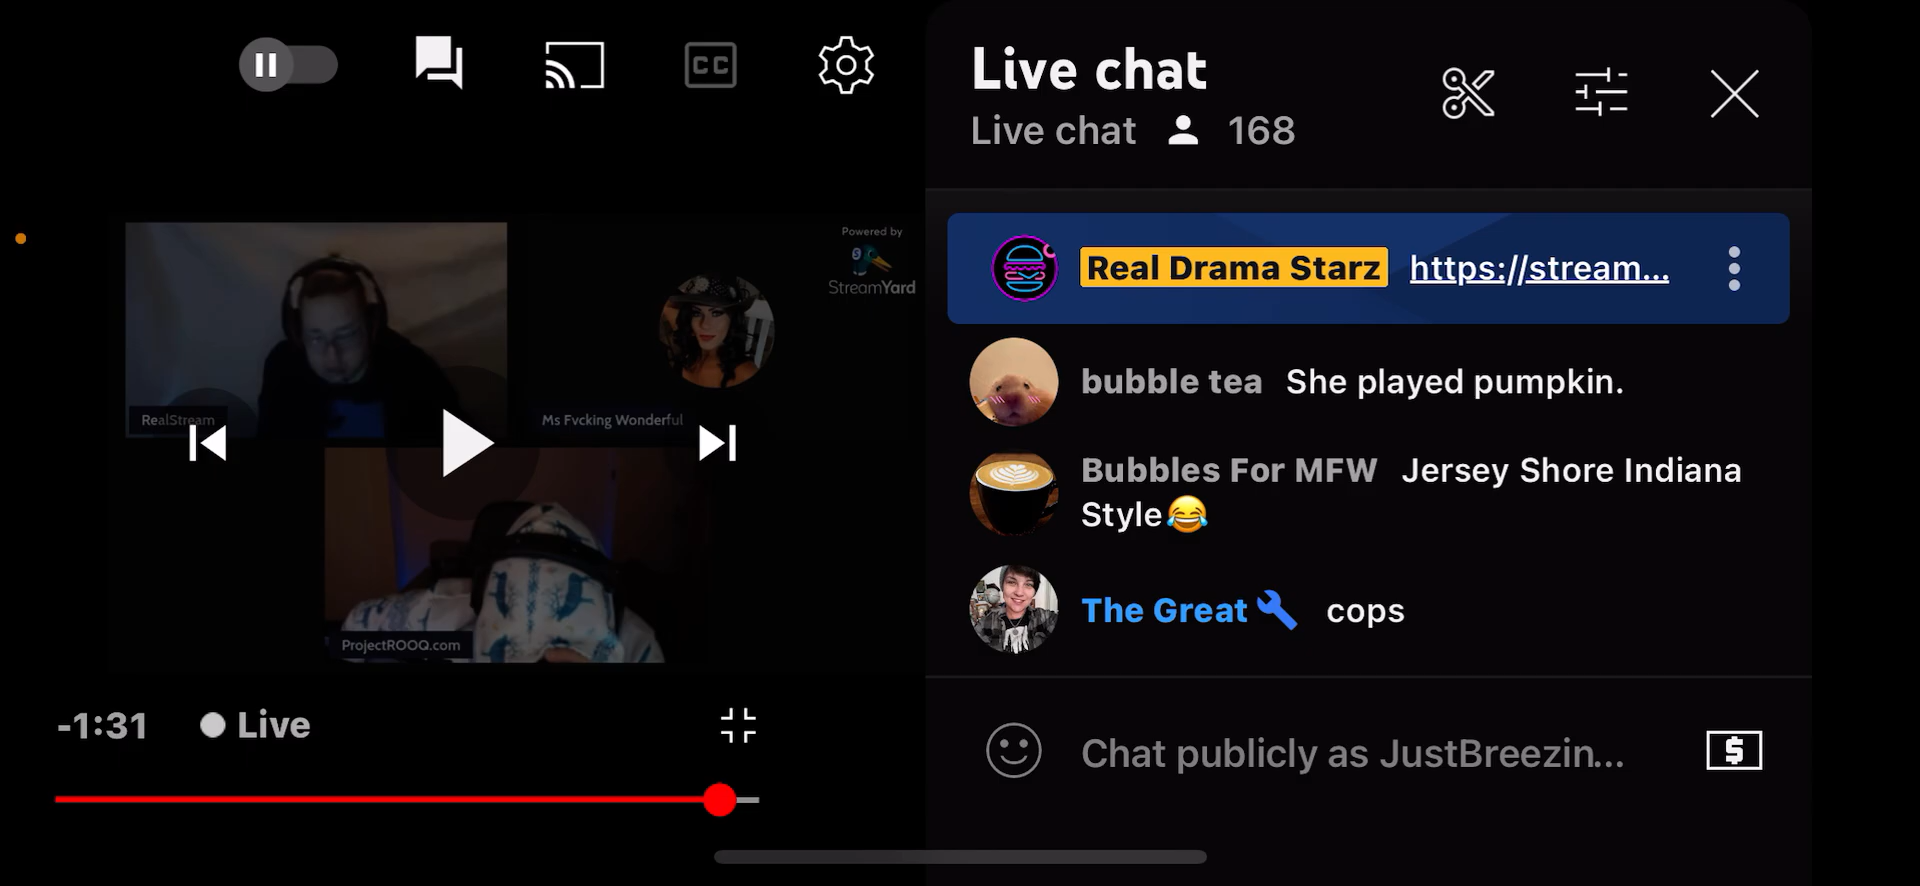 CC
Live chat
Live chat 168
Powered by
StreamYard
Real Drama Starz https://stream...
bubble tea She played pumpkin.
RealStream
Ms Fvcking Wonderful
Bubbles For MFW Jersey Shore Indiana
Style😂
The Great cops
ProjectROOQ.com
-1:31 Live
Chat publicly as JustBreezin...
$